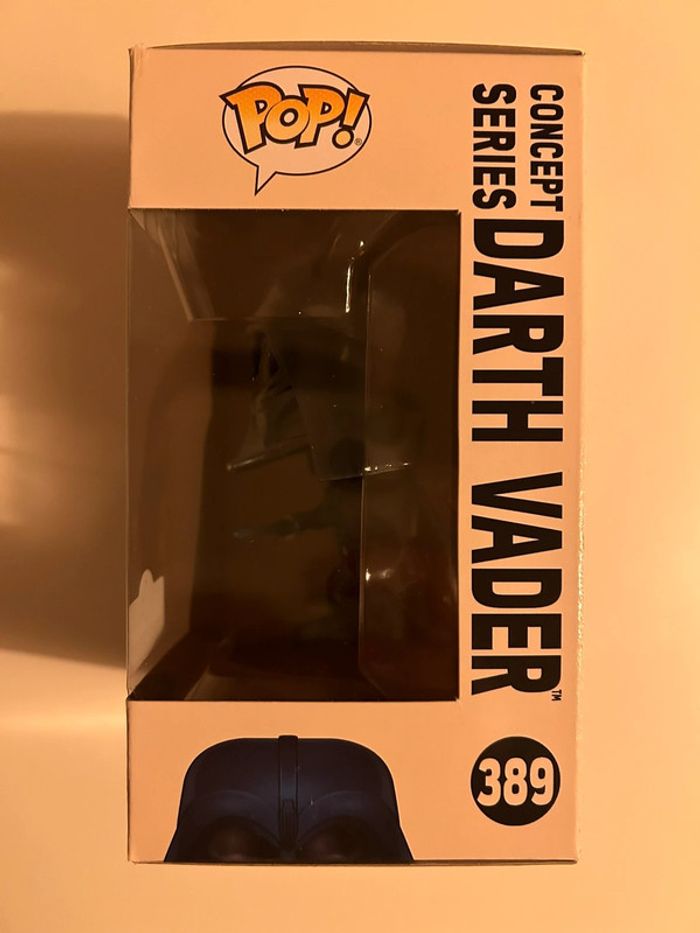 POP!
®
CONCEPT
SERIES
DARTH VADER™
389